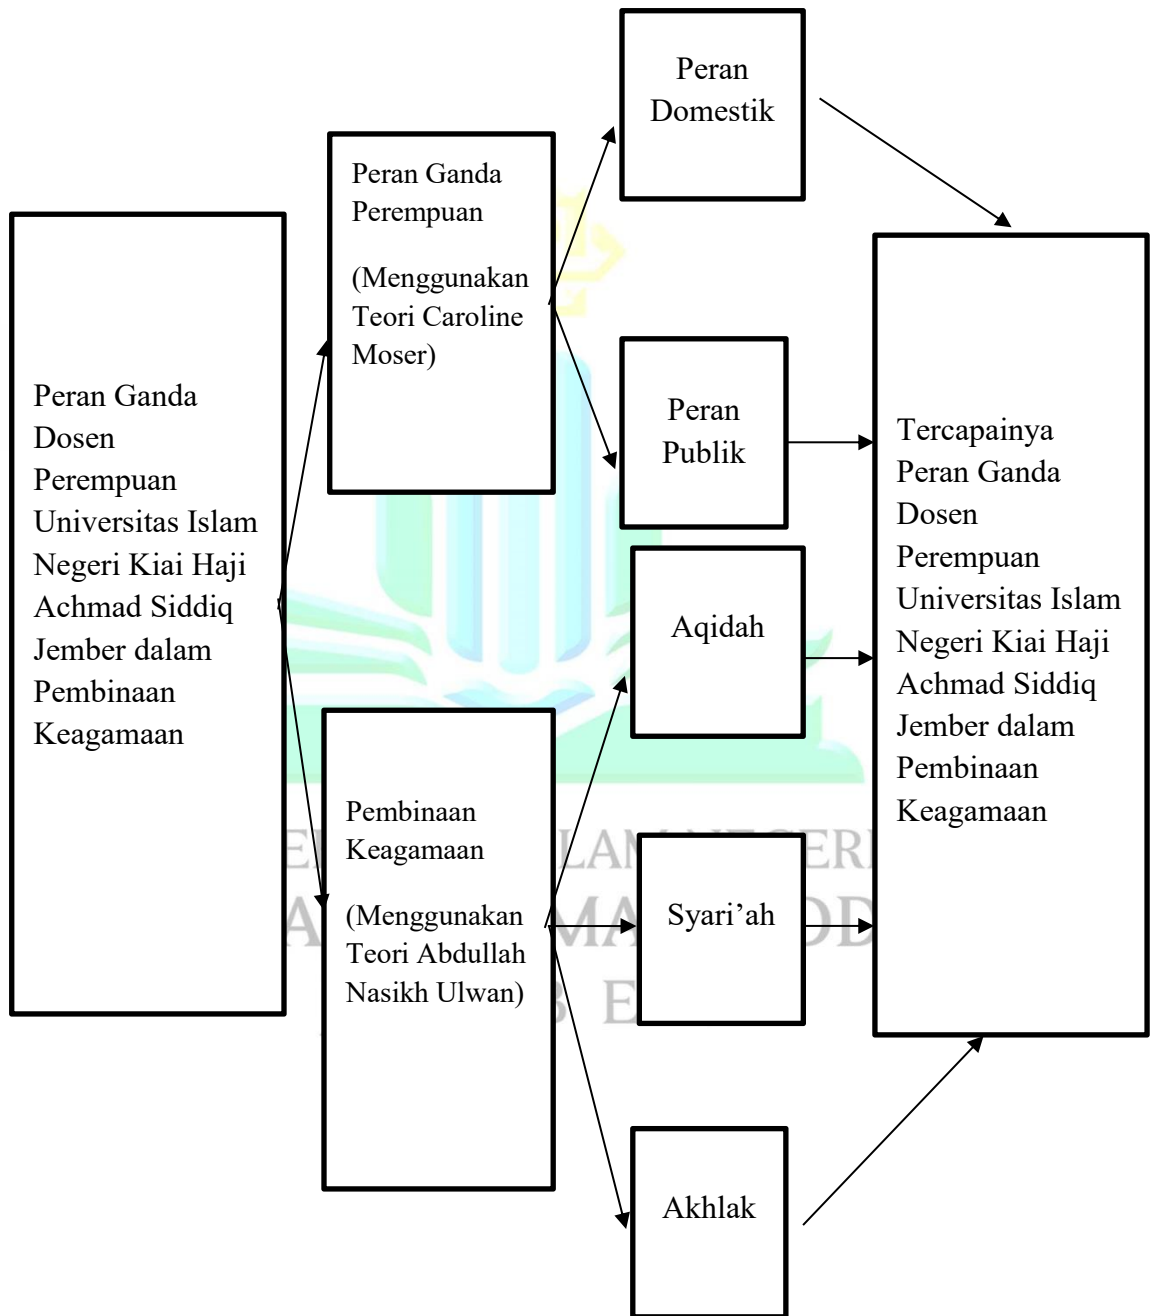 Peran Ganda
Dosen
Perempuan
Universitas Islam
Negeri Kiai Haji
Achmad Siddiq
Jember dalam
Pembinaan
Keagamaan
Peran Ganda
Perempuan
(Menggunakan
Teori Caroline
Moser)
Pembinaan
Keagamaan
(Menggunakan
Teori Abdullah
Nasikh Ulwan)
Peran
Domestik
Peran
Publik
Aqidah
Syari’ah
Akhlak
Tercapainya
Peran Ganda
Dosen
Perempuan
Universitas Islam
Negeri Kiai Haji
Achmad Siddiq
Jember dalam
Pembinaan
Keagamaan